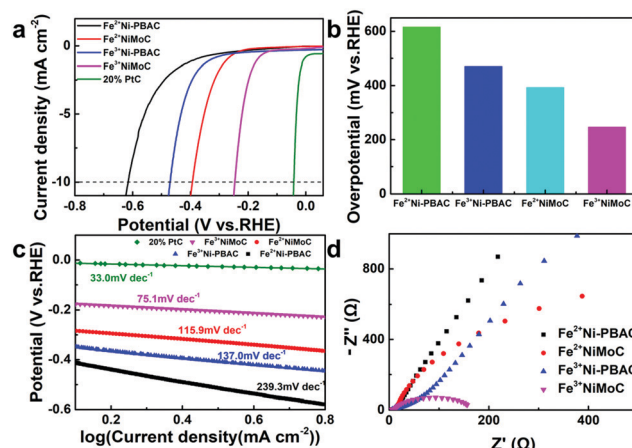 a
Fe²⁺Ni-PBAC
Fe²⁺NiMoC
Fe³⁺Ni-PBAC
Fe³⁺NiMoC
20% PtC
Current density (mA cm⁻²)
0
-5
-10
-0.8 -0.6 -0.4 -0.2 0.0
Potential (V vs.RHE)
b
Overpotential (mV vs.RHE)
600
400
200
0
Fe²⁺Ni-PBAC Fe³⁺Ni-PBAC Fe²⁺NiMoC Fe³⁺NiMoC
c
20% PtC Fe³⁺NiMoC Fe²⁺NiMoC
Fe³⁺Ni-PBAC Fe²⁺Ni-PBAC
Potential (V vs.RHE)
0.0
-0.2
-0.4
-0.6
33.0mV dec⁻¹
75.1mV dec⁻¹
115.9mV dec⁻¹
137.0mV dec⁻¹
239.3mV dec⁻¹
0.2 0.4 0.6 0.8
log(Current density(mA cm⁻²))
d
-Z'' (Ω)
800
400
0
Fe²⁺Ni-PBAC
Fe²⁺NiMoC
Fe³⁺Ni-PBAC
Fe³⁺NiMoC
0 200 400
Z' (Ω)